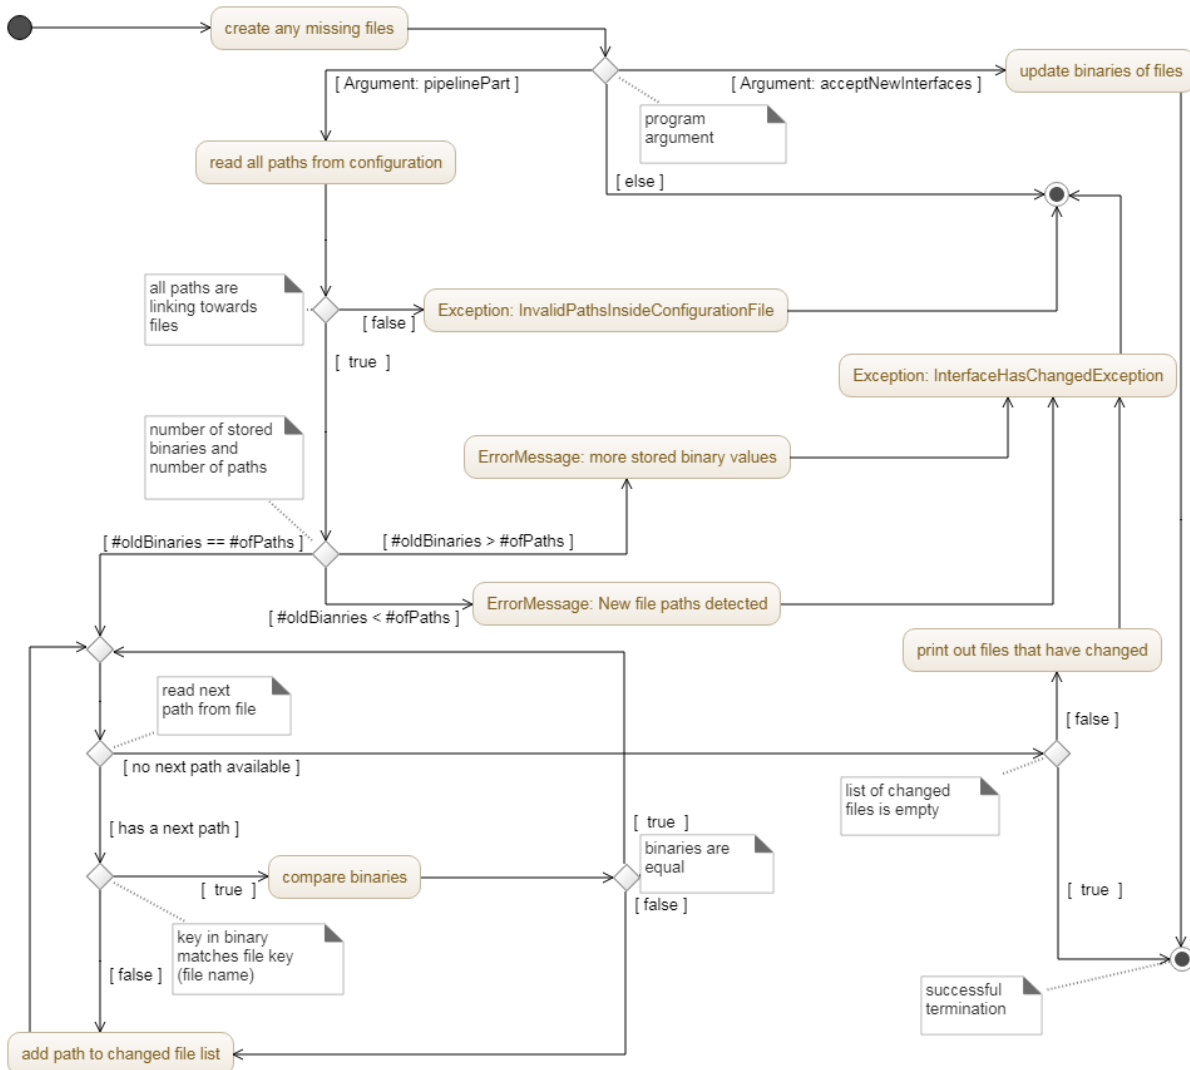 create any missing files
[ Argument: pipelinePart ]
[ Argument: acceptNewInterfaces ]
update binaries of files
program
argument
read all paths from configuration
[ else ]
all paths are
linking towards
files
[ false ]
Exception: InvalidPathsInsideConfigurationFile
[ true ]
Exception: InterfaceHasChangedException
number of stored
binaries and
number of paths
ErrorMessage: more stored binary values
[ #oldBinaries == #ofPaths ]
[ #oldBinaries > #ofPaths ]
[ #oldBianries < #ofPaths ]
ErrorMessage: New file paths detected
print out files that have changed
read next
path from file
[ false ]
[ no next path available ]
list of changed
files is empty
[ has a next path ]
[ true ]
binaries are
equal
compare binaries
[ true ]
[ false ]
[ true ]
key in binary
matches file key
(file name)
[ false ]
successful
termination
add path to changed file list